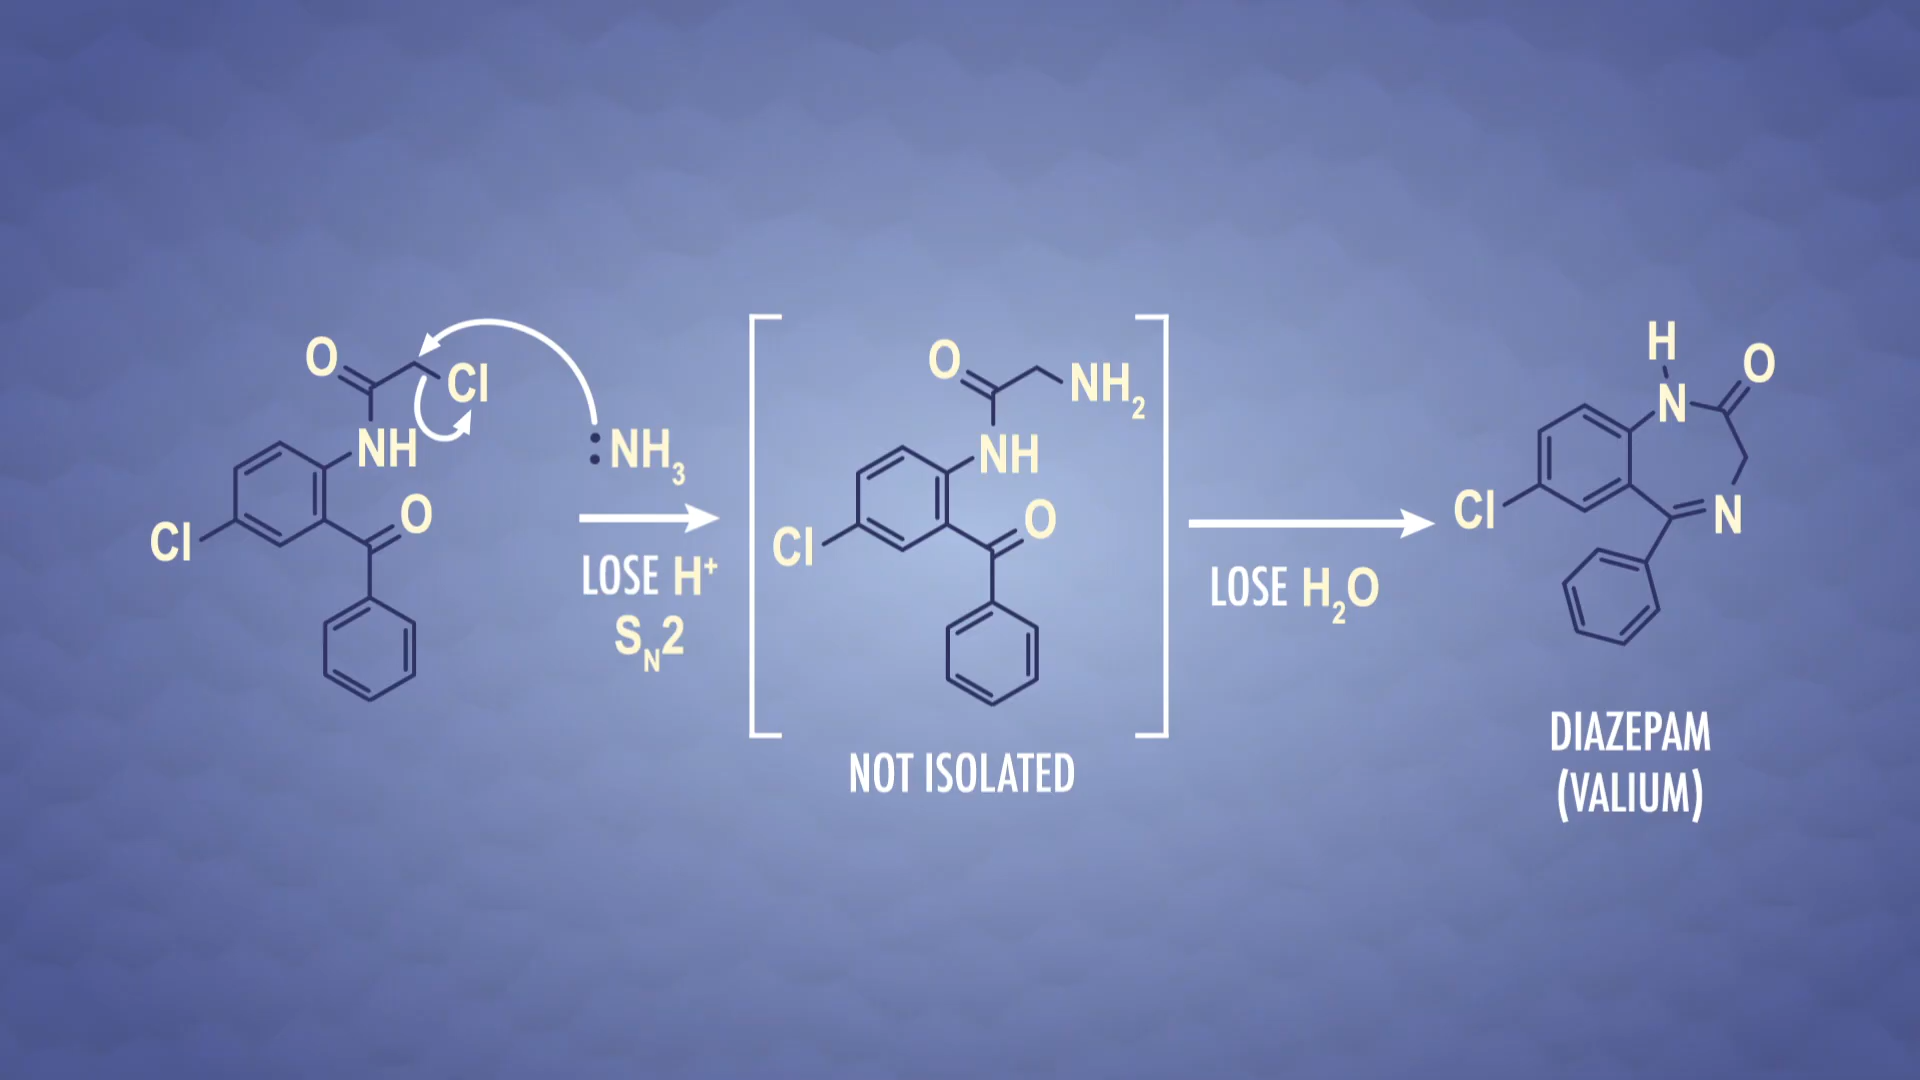 O
Cl
NH
O
Cl
:NH₃
LOSE H⁺
Sₙ2
O
NH₂
NH
O
Cl
NOT ISOLATED
LOSE H₂O
H
N
O
Cl
N
DIAZEPAM
(VALIUM)